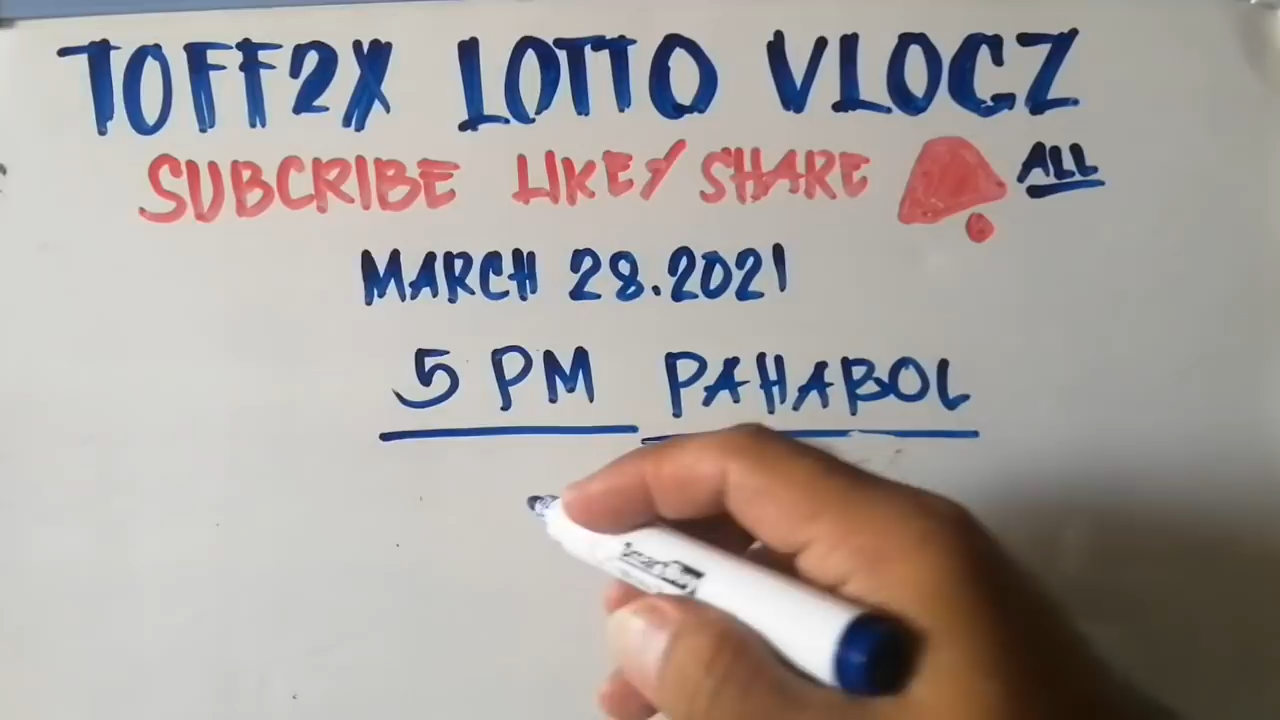 TOFF2X LOTTO VLOGZ
SUBCRIBE LIKE/SHARE ALL
MARCH 28.2021
5 PM PAHABOL